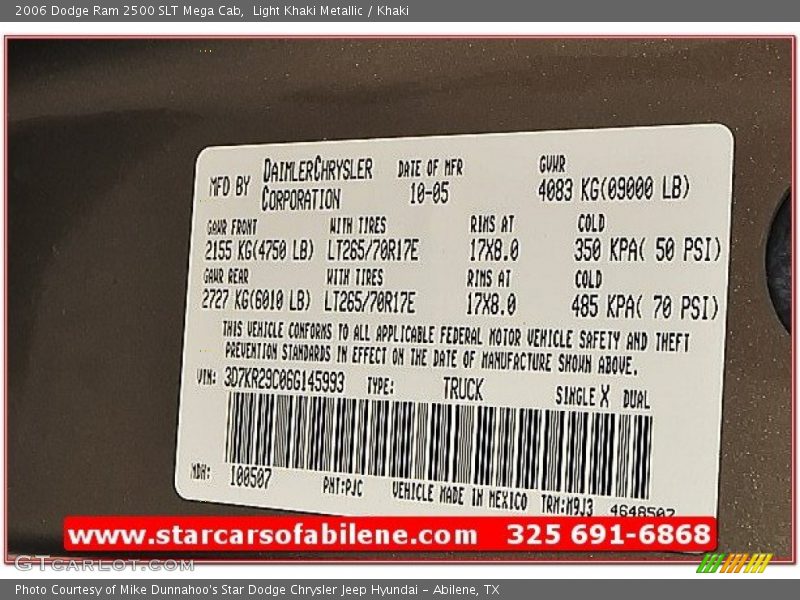 2006 Dodge Ram 2500 SLT Mega Cab, Light Khaki Metallic / Khaki
MFD BY DAIMLERCHRYSLER CORPORATION DATE OF MFR 10-05 GVWR 4083 KG(09000 LB)
GAWR FRONT WITH TIRES RIMS AT COLD
2155 KG(4750 LB) LT265/70R17E 17X8.0 350 KPA( 50 PSI)
GAWR REAR WITH TIRES RIMS AT COLD
2727 KG(6010 LB) LT265/70R17E 17X8.0 485 KPA( 70 PSI)
THIS VEHICLE CONFORMS TO ALL APPLICABLE FEDERAL MOTOR VEHICLE SAFETY AND THEFT
PREVENTION STANDARDS IN EFFECT ON THE DATE OF MANUFACTURE SHOWN ABOVE.
VIN: 3D7KR29C06G145993 TYPE: TRUCK SINGLE X DUAL
MDH: 100507 PNT:PJC VEHICLE MADE IN MEXICO TRM:M9J3 4648507
www.starcarsofabilene.com 325 691-6868
GTCARLOT.COM
Photo Courtesy of Mike Dunnahoo's Star Dodge Chrysler Jeep Hyundai - Abilene, TX